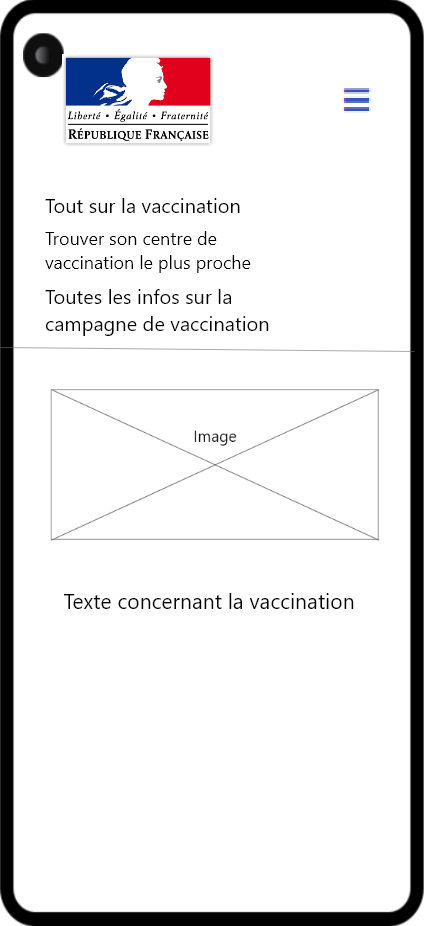 Liberté • Égalité • Fraternité
RÉPUBLIQUE FRANÇAISE
Tout sur la vaccination
Trouver son centre de
vaccination le plus proche
Toutes les infos sur la
campagne de vaccination
Image
Texte concernant la vaccination